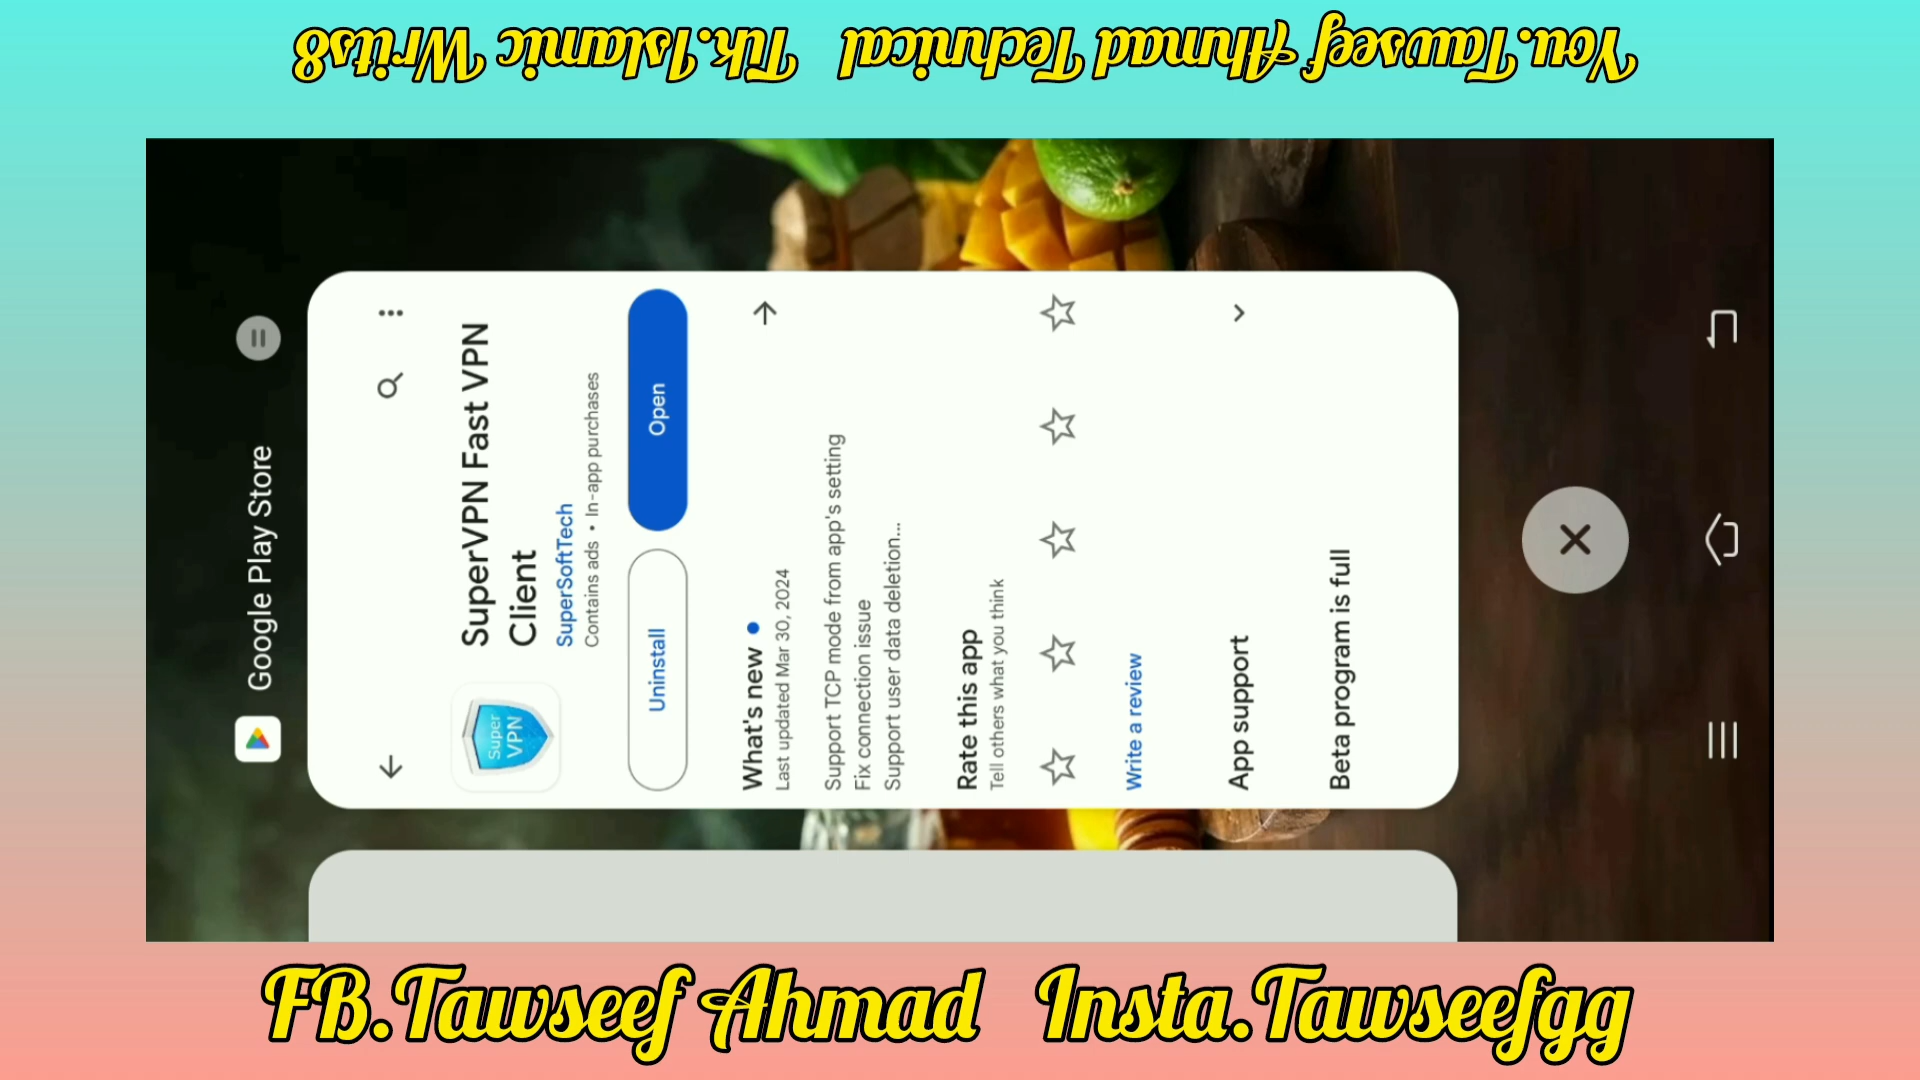 You.Tawseef Ahmad Technical Tik.Islamic Writs8
Google Play Store
SuperVPN Fast VPN
Client
SuperSoftTech
Contains ads • In-app purchases
Super
VPN
Uninstall
Open
What's new
Last updated Mar 30, 2024
Support TCP mode from app's setting
Fix connection issue
Support user data deletion...
Rate this app
Tell others what you think
Write a review
App support
Beta program is full
FB.Tawseef Ahmad Insta.Tawseefgg